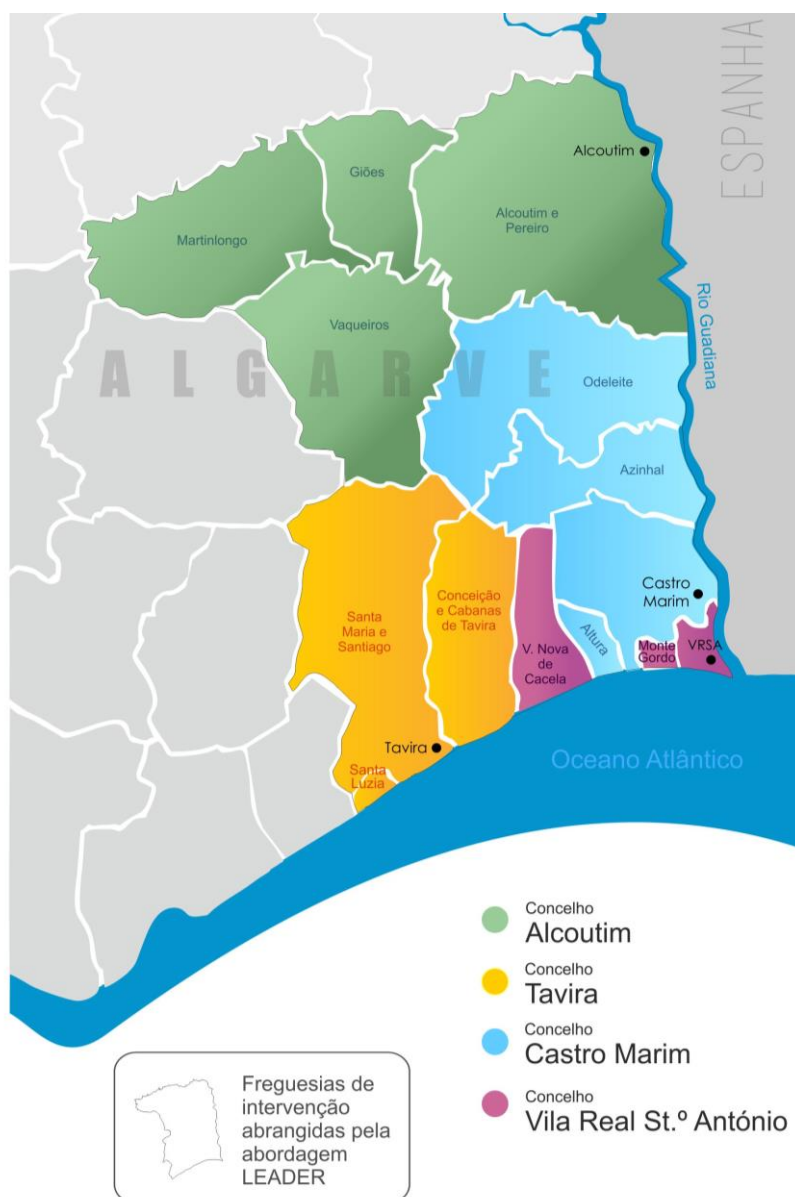 ESPANHA
Alcoutim
Giões
Alcoutim e
Pereiro
Martinlongo
Rio Guadiana
Vaqueiros
ALGARVE
Odeleite
Azinhal
Castro
Marim
Conceição
e Cabanas
de Tavira
Santa
Maria e
Santiago
Altura
Monte
Gordo
VRSA
V. Nova
de
Cacela
Tavira
Santa
Luzia
Oceano Atlântico
Concelho
Alcoutim
Concelho
Tavira
Concelho
Castro Marim
Concelho
Vila Real St.º António
Freguesias de
intervenção
abrangidas pela
abordagem
LEADER